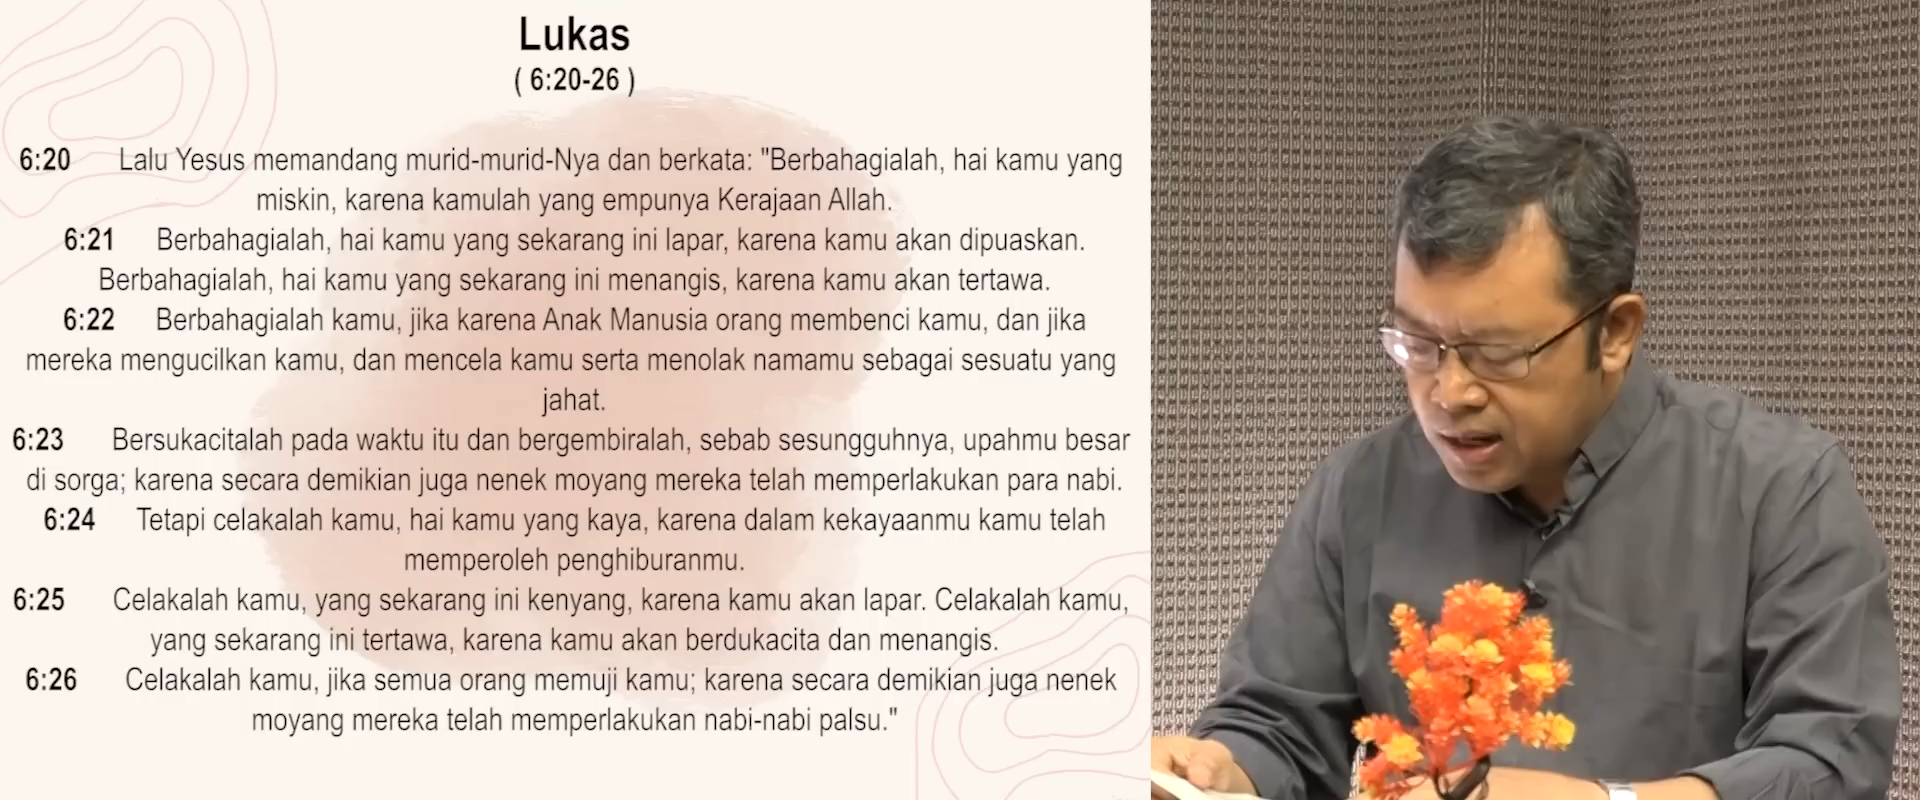 Lukas
( 6:20-26 )
6:20 Lalu Yesus memandang murid-murid-Nya dan berkata: "Berbahagialah, hai kamu yang
miskin, karena kamulah yang empunya Kerajaan Allah.
6:21 Berbahagialah, hai kamu yang sekarang ini lapar, karena kamu akan dipuaskan.
Berbahagialah, hai kamu yang sekarang ini menangis, karena kamu akan tertawa.
6:22 Berbahagialah kamu, jika karena Anak Manusia orang membenci kamu, dan jika
mereka mengucilkan kamu, dan mencela kamu serta menolak namamu sebagai sesuatu yang
jahat.
6:23 Bersukacitalah pada waktu itu dan bergembiralah, sebab sesungguhnya, upahmu besar
di sorga; karena secara demikian juga nenek moyang mereka telah memperlakukan para nabi.
6:24 Tetapi celakalah kamu, hai kamu yang kaya, karena dalam kekayaanmu kamu telah
memperoleh penghiburanmu.
6:25 Celakalah kamu, yang sekarang ini kenyang, karena kamu akan lapar. Celakalah kamu,
yang sekarang ini tertawa, karena kamu akan berdukacita dan menangis.
6:26 Celakalah kamu, jika semua orang memuji kamu; karena secara demikian juga nenek
moyang mereka telah memperlakukan nabi-nabi palsu."